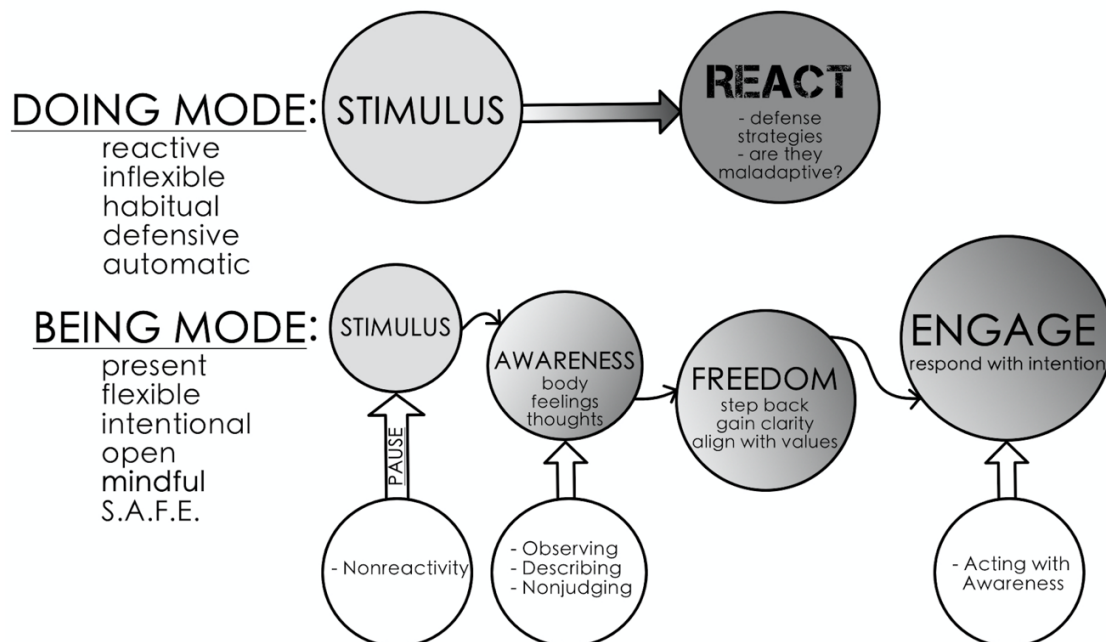 DOING MODE:
reactive
inflexible
habitual
defensive
automatic
STIMULUS
REACT
- defense
strategies
- are they
maladaptive?
BEING MODE:
present
flexible
intentional
open
mindful
S.A.F.E.
STIMULUS
AWARENESS
body
feelings
thoughts
FREEDOM
step back
gain clarity
align with values
ENGAGE
respond with intention
PAUSE
- Nonreactivity
- Observing
- Describing
- Nonjudging
- Acting with
Awareness